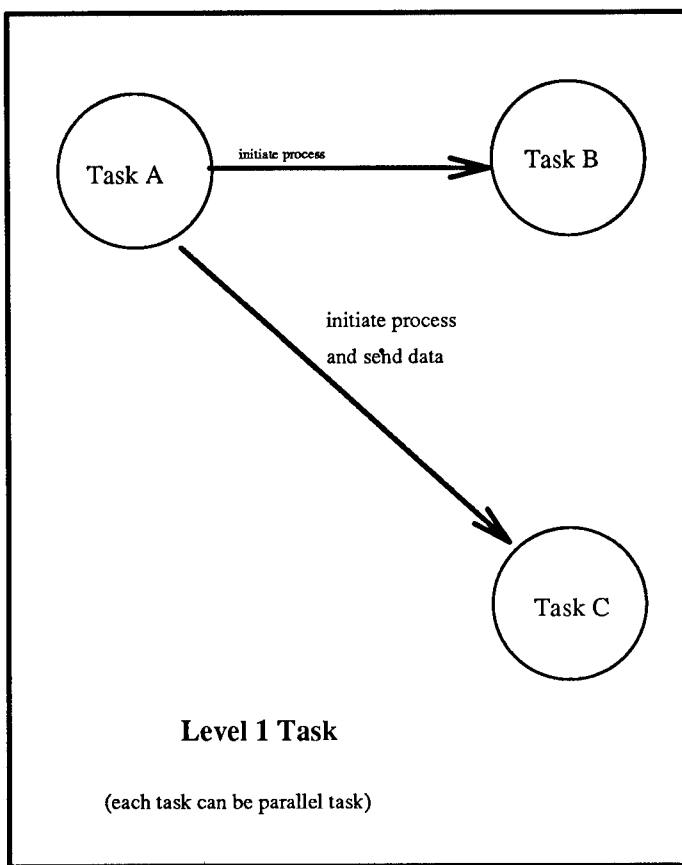 Task A
initiate process
Task B
initiate process
and send data
Task C
Level 1 Task
(each task can be parallel task)